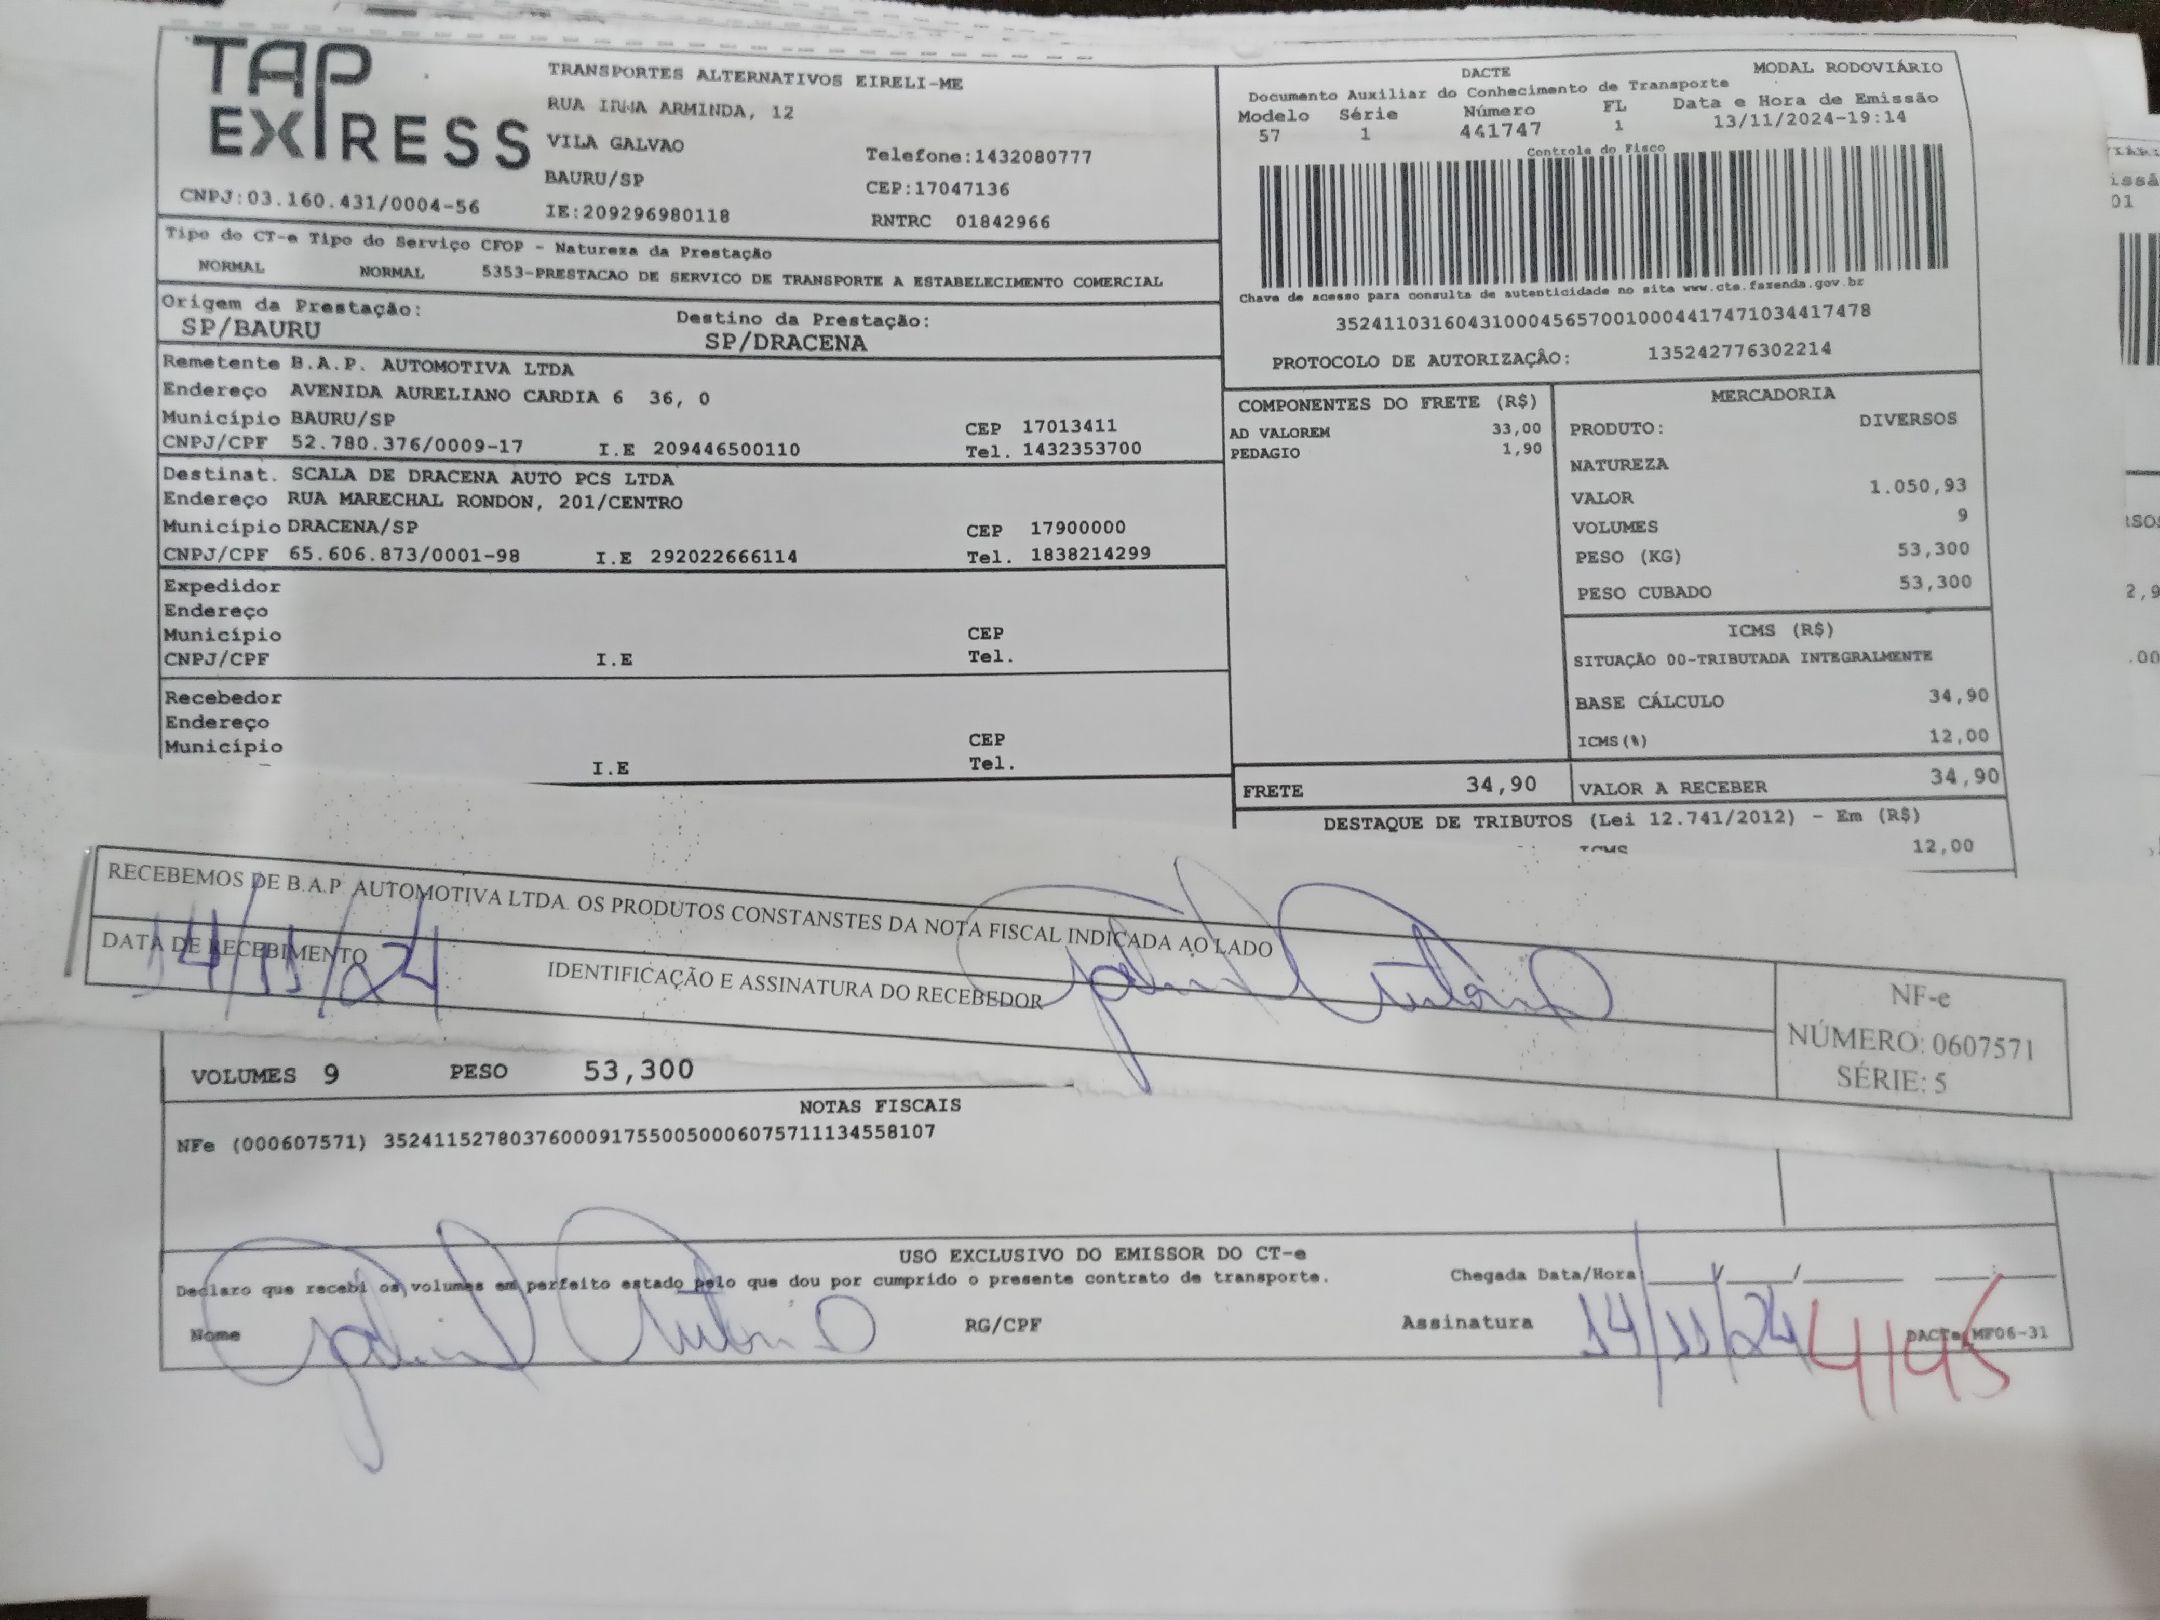 TAP
EXPRESS
TRANSPORTES ALTERNATIVOS EIRELI-ME
RUA IRMA ARMINDA, 12
VILA GALVAO
Telefone:1432080777
BAURU/SP
CEP:17047136
CNPJ:03.160.431/0004-56
IE:209296980118
RNTRC 01842966
DACTE
MODAL RODOVIÁRIO
Documento Auxiliar do Conhecimento de Transporte
Modelo Série Número FL Data e Hora de Emissão
57 1 441747 1 13/11/2024-19:14
Controle do Fisco
Chave de acesso para consulta de autenticidade no site www.cte.fazenda.gov.br
35241103160431000456570010004417471034417478
PROTOCOLO DE AUTORIZAÇÃO: 135242776302214
Tipo do CT-e Tipo do Serviço CFOP - Natureza da Prestação
NORMAL NORMAL 5353-PRESTACAO DE SERVICO DE TRANSPORTE A ESTABELECIMENTO COMERCIAL
Origem da Prestação: Destino da Prestação:
SP/BAURU SP/DRACENA
Remetente B.A.P. AUTOMOTIVA LTDA
Endereço AVENIDA AURELIANO CARDIA 6 36, 0
Município BAURU/SP CEP 17013411
CNPJ/CPF 52.780.376/0009-17 I.E 209446500110 Tel. 1432353700
Destinat. SCALA DE DRACENA AUTO PCS LTDA
Endereço RUA MARECHAL RONDON, 201/CENTRO
Município DRACENA/SP CEP 17900000
CNPJ/CPF 65.606.873/0001-98 I.E 292022666114 Tel. 1838214299
Expedidor
Endereço
Município CEP
CNPJ/CPF I.E Tel.
Recebedor
Endereço
Município CEP
I.E Tel.
COMPONENTES DO FRETE (R$)
AD VALOREM 33,00
PEDAGIO 1,90
FRETE 34,90
MERCADORIA
PRODUTO: DIVERSOS
NATUREZA
VALOR 1.050,93
VOLUMES 9
PESO (KG) 53,300
PESO CUBADO 53,300
ICMS (R$)
SITUAÇÃO 00-TRIBUTADA INTEGRALMENTE
BASE CÁLCULO 34,90
ICMS(%) 12,00
VALOR A RECEBER 34,90
DESTAQUE DE TRIBUTOS (Lei 12.741/2012) - Em (R$)
ICMS 12,00
RECEBEMOS DE B.A.P. AUTOMOTIVA LTDA. OS PRODUTOS CONSTANSTES DA NOTA FISCAL INDICADA AO LADO
DATA DE RECEBIMENTO
14/11/24
IDENTIFICAÇÃO E ASSINATURA DO RECEBEDOR
NF-e
NÚMERO: 0607571
SÉRIE: 5
VOLUMES 9 PESO 53,300
NOTAS FISCAIS
NFe (000607571) 35241152780376000917550050006075711134558107
USO EXCLUSIVO DO EMISSOR DO CT-e
Declaro que recebi os volumes em perfeito estado pelo que dou por cumprido o presente contrato de transporte.
Chegada Data/Hora
Nome RG/CPF Assinatura
14/11/24
DACTe MF06-31